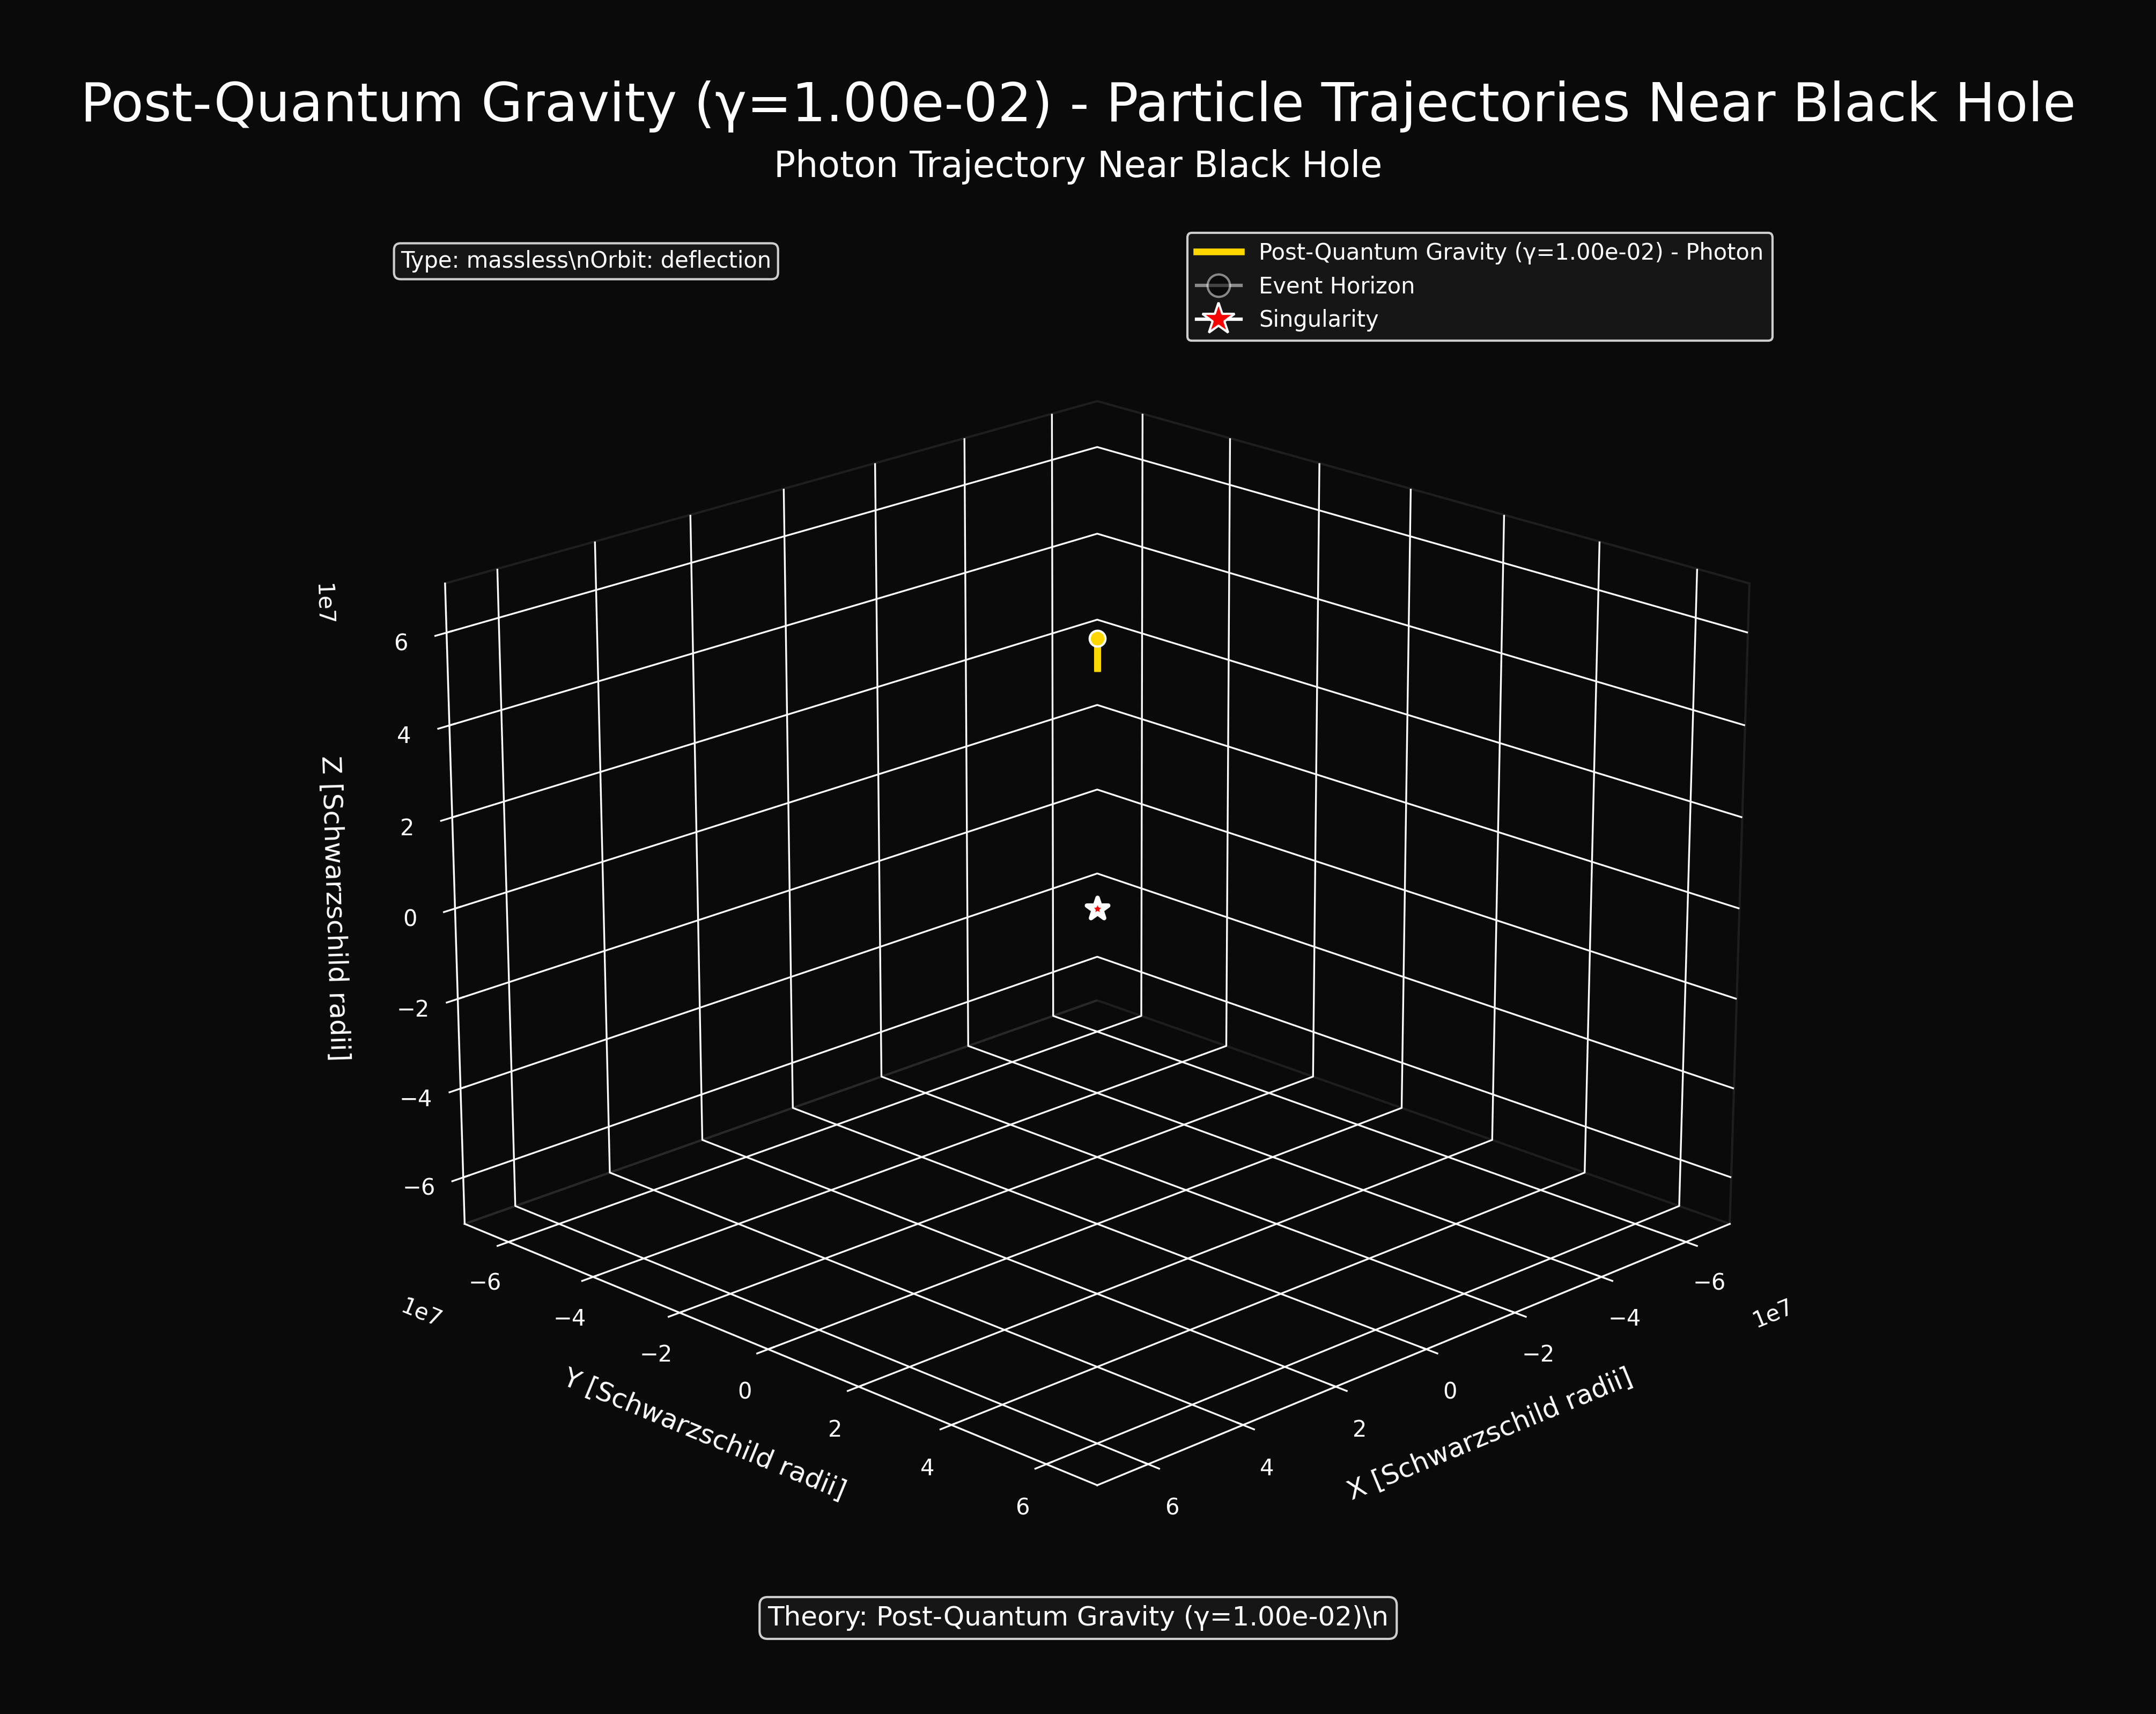 Post-Quantum Gravity (γ=1.00e-02) - Particle Trajectories Near Black Hole
Photon Trajectory Near Black Hole
Type: massless\nOrbit: deflection
Post-Quantum Gravity (γ=1.00e-02) - Photon
Event Horizon
Singularity
1e7
6
4
2
0
−2
−4
−6
Z [Schwarzschild radii]
1e7
−6
−4
−2
0
2
4
6
Y [Schwarzschild radii]
1e7
−6
−4
−2
0
2
4
6
X [Schwarzschild radii]
Theory: Post-Quantum Gravity (γ=1.00e-02)\n